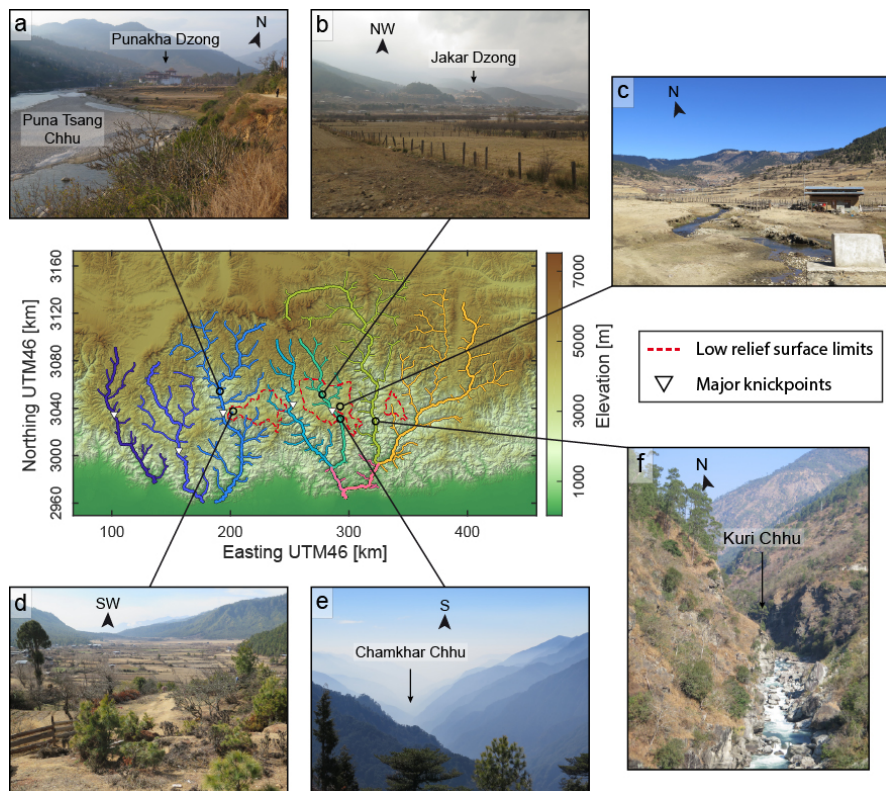 a
N
Punakha Dzong
Puna Tsang
Chhu
b
NW
Jakar Dzong
c
N
Northing UTM46 [km]
3160
3120
3080
3040
3000
2960
100
200
300
400
Easting UTM46 [km]
7000
5000
3000
1000
Elevation [m]
Low relief surface limits
Major knickpoints
d
SW
e
S
Chamkhar Chhu
f
N
Kuri Chhu